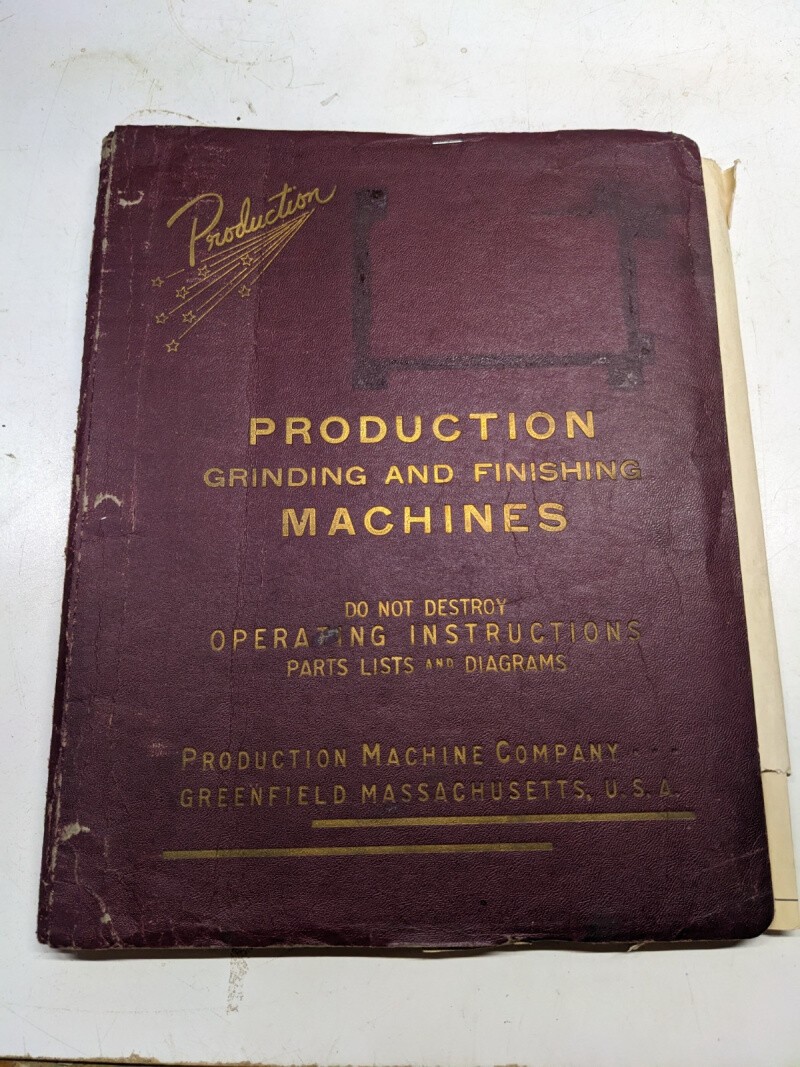 Production
PRODUCTION
GRINDING AND FINISHING
MACHINES
DO NOT DESTROY
OPERATING INSTRUCTIONS
PARTS LISTS AND DIAGRAMS
PRODUCTION MACHINE COMPANY - - -
GREENFIELD MASSACHUSETTS, U.S.A.